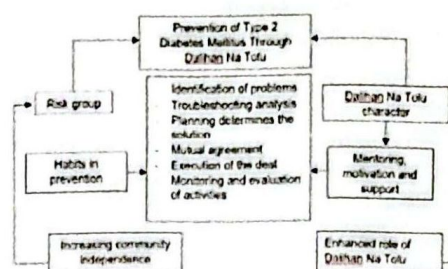 Prevention of Type 2
Diabetes Mellitus Through
Dalihan Na Tolu
Risk group
Habits in
prevention
Identification of problems
Troubleshooting analysis
Planning determines the
solution
Mutual agreement
Execution of the deal
Monitoring and evaluation
of activities
Dalihan Na Tolu
character
Mentoring,
motivation and
support
Increasing community
independence
Enhanced role of
Dalihan Na Tolu